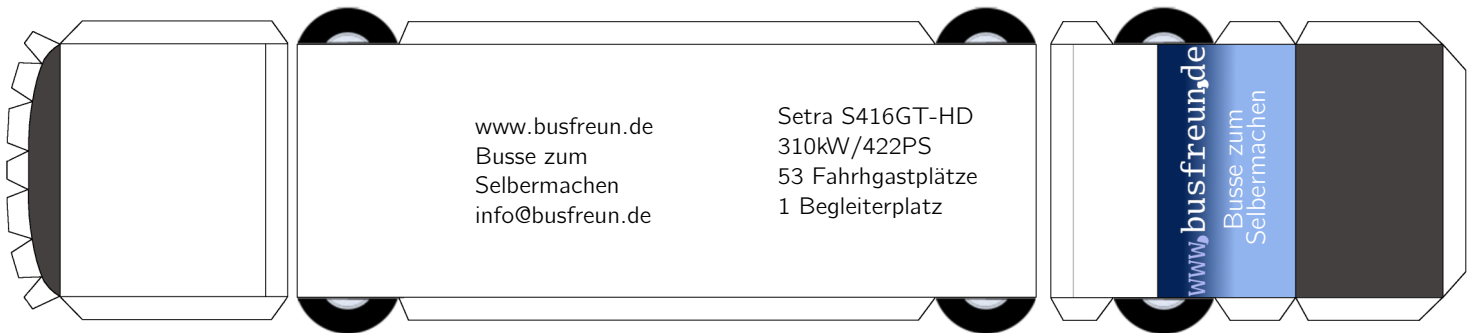 www.busfreun.de
Busse zum
Selbermachen
info@busfreun.de
Setra S416GT-HD
310kW/422PS
53 Fahrhgastplätze
1 Begleiterplatz
www.busfreun.de
Busse zum
Selbermachen